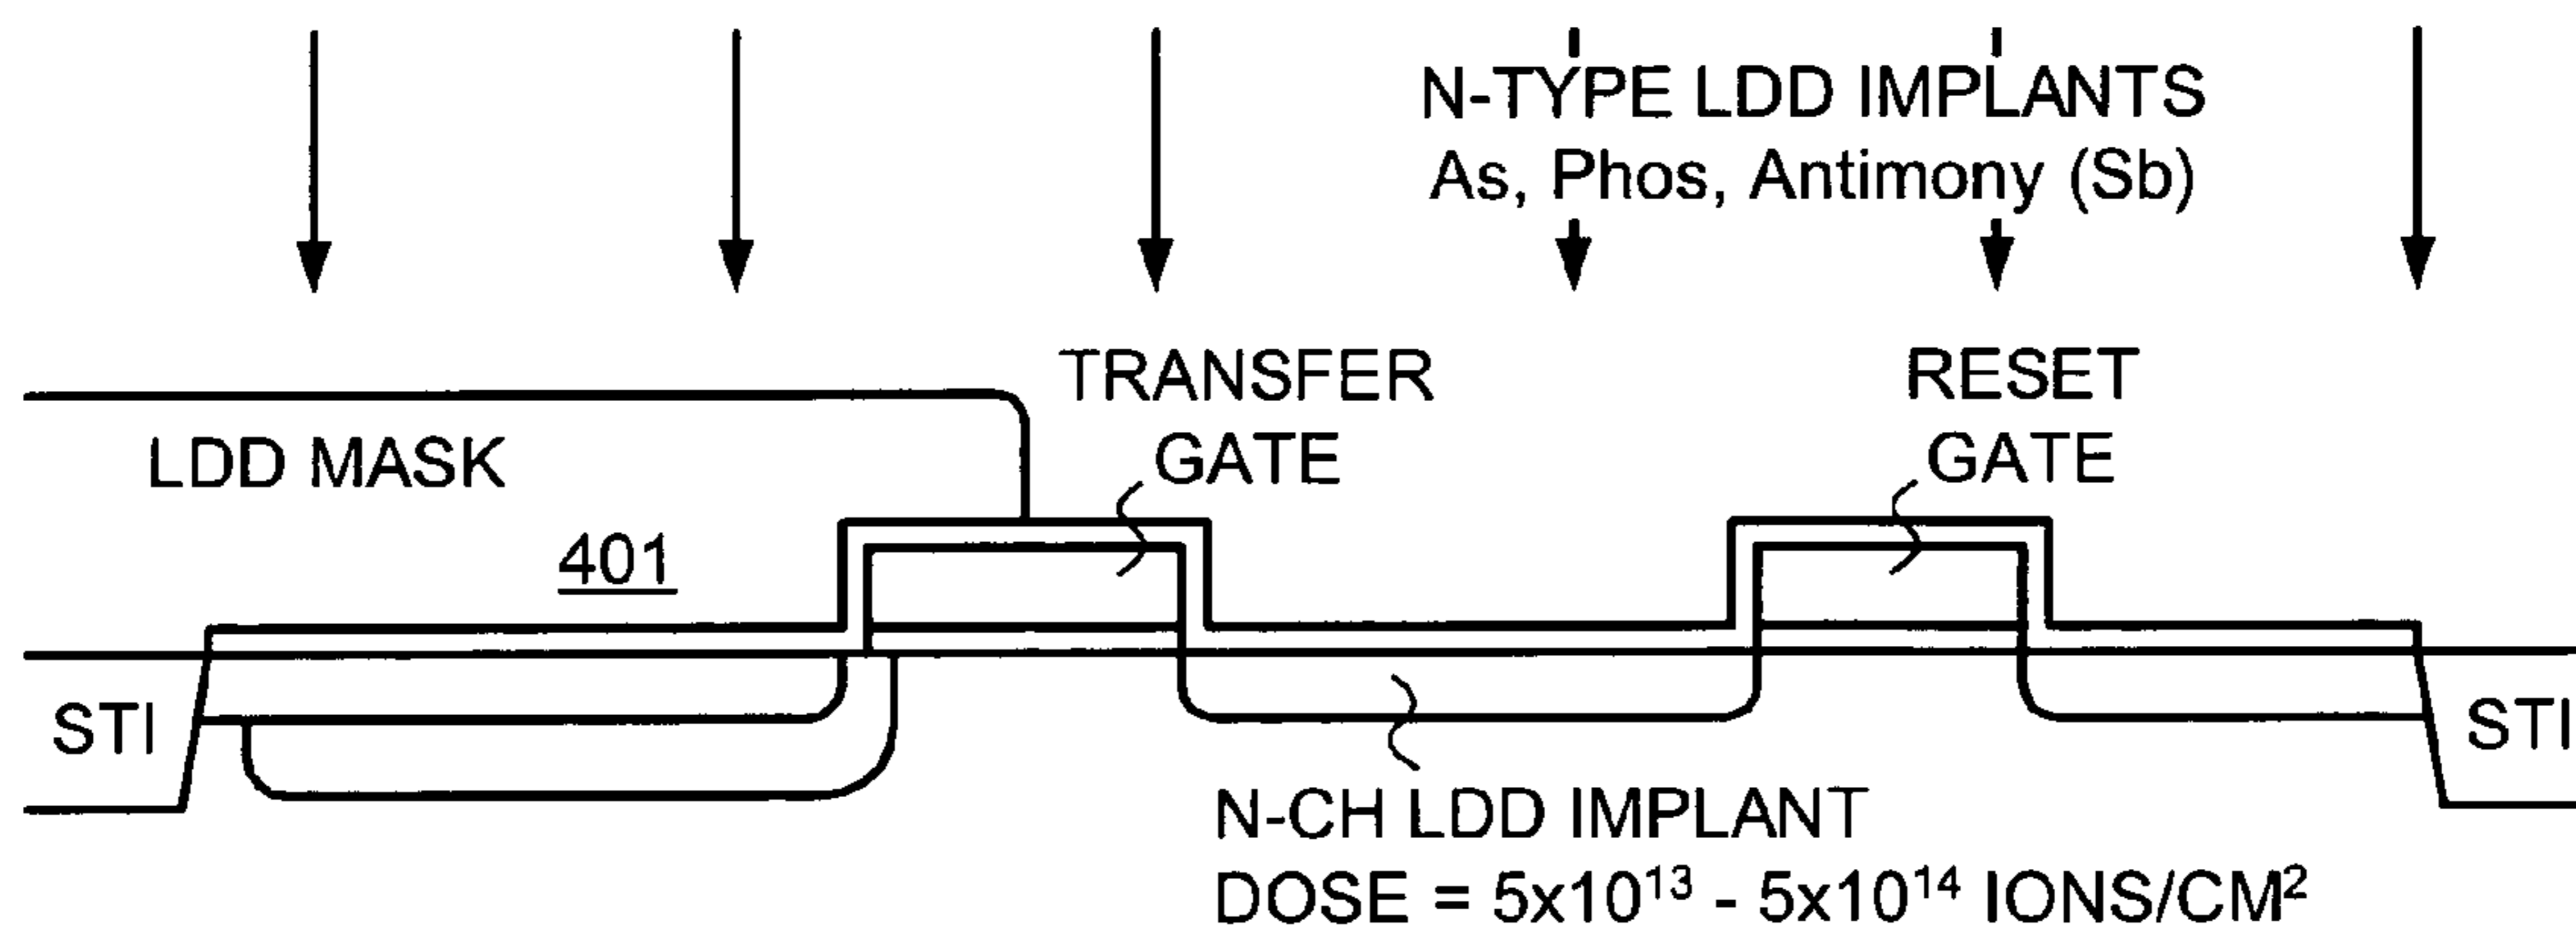 N-TYPE LDD IMPLANTS
As, Phos, Antimony (Sb)
TRANSFER
GATE
RESET
GATE
LDD MASK
401
STI
STI
N-CH LDD IMPLANT
DOSE = 5x10¹³ - 5x10¹⁴ IONS/CM²